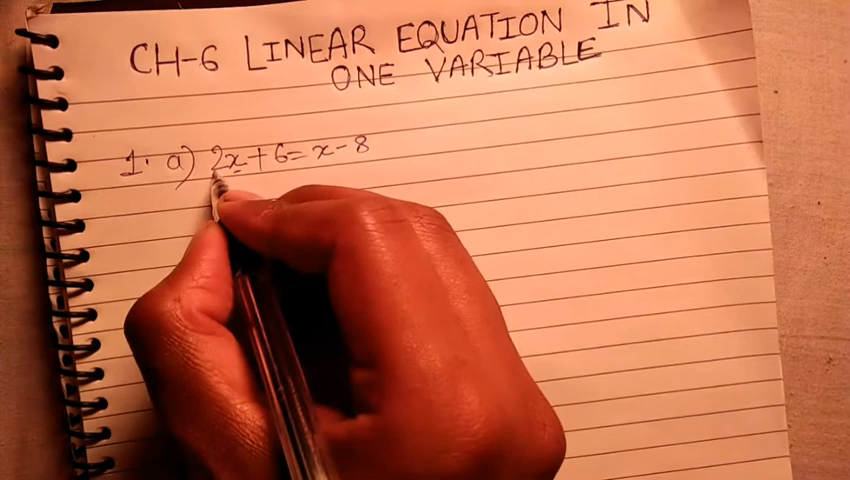 CH-6 LINEAR EQUATION IN
ONE VARIABLE
1. a) 2x + 6 = x - 8